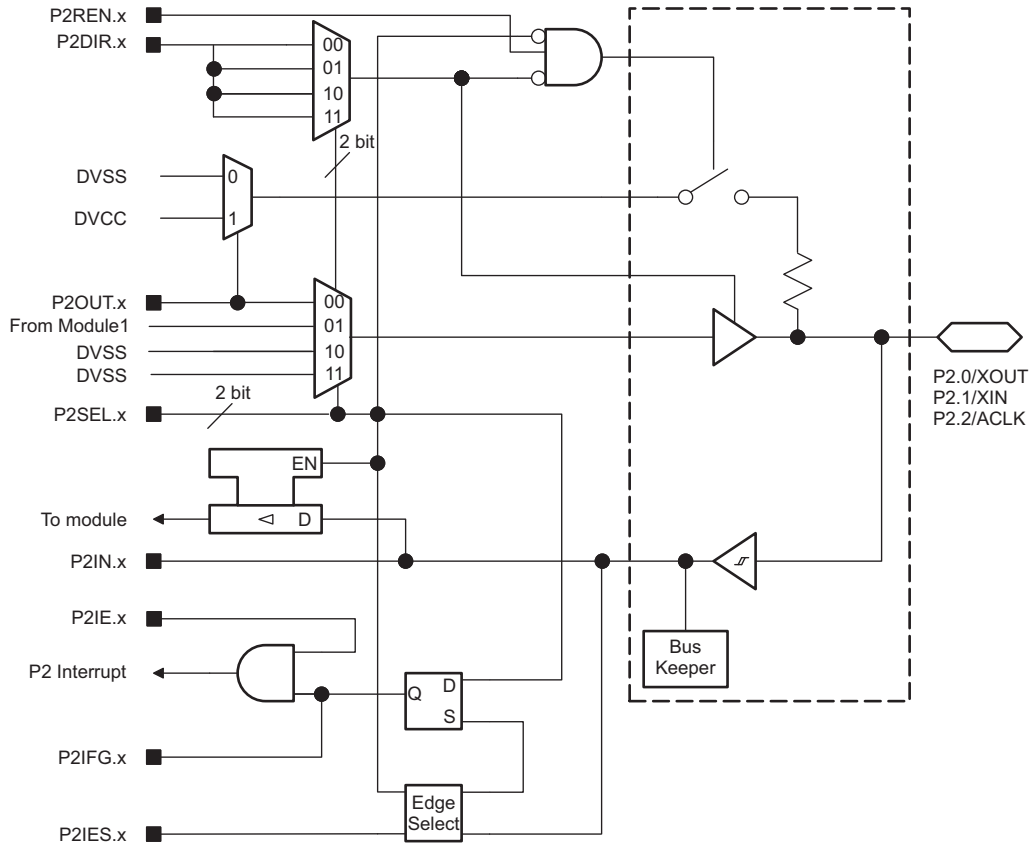 P2REN.x
P2DIR.x
00
01
10
11
2 bit
DVSS
0
DVCC
1
P2OUT.x
00
From Module1
01
DVSS
10
DVSS
11
P2.0/XOUT
P2.1/XIN
P2.2/ACLK
2 bit
P2SEL.x
EN
To module
D
P2IN.x
P2IE.x
Bus
Keeper
P2 Interrupt
Q
D
S
P2IFG.x
Edge
Select
P2IES.x